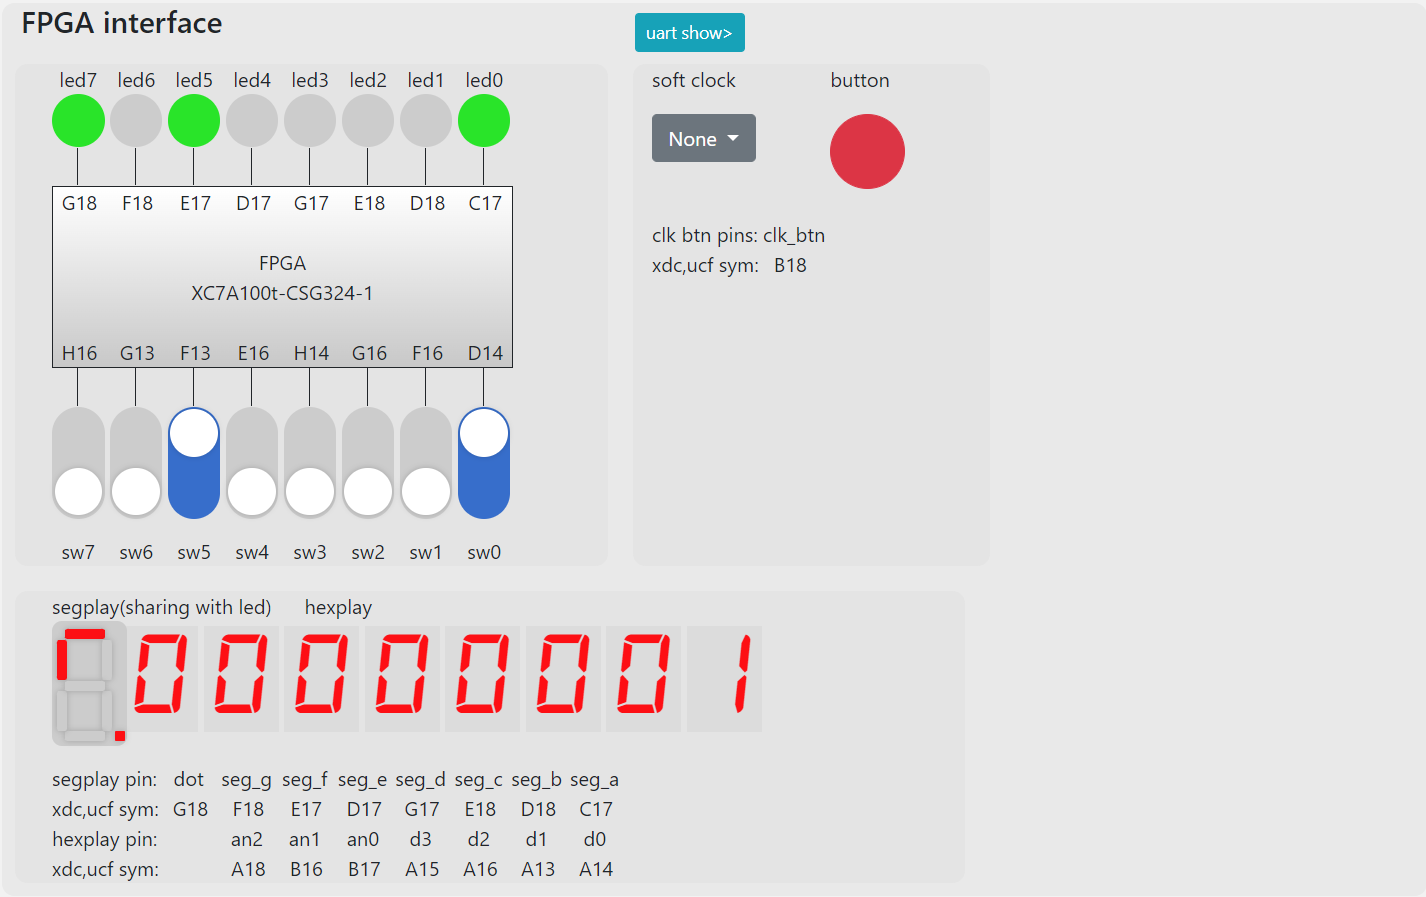 FPGA interface
uart show>
led7 led6 led5 led4 led3 led2 led1 led0
G18 F18 E17 D17 G17 E18 D18 C17
FPGA
XC7A100t-CSG324-1
H16 G13 F13 E16 H14 G16 F16 D14
sw7 sw6 sw5 sw4 sw3 sw2 sw1 sw0
soft clock button
None
clk btn pins: clk_btn
xdc,ucf sym: B18
segplay(sharing with led) hexplay
0 0 0 0 0 0 0 1
segplay pin: dot seg_g seg_f seg_e seg_d seg_c seg_b seg_a
xdc,ucf sym: G18 F18 E17 D17 G17 E18 D18 C17
hexplay pin: an2 an1 an0 d3 d2 d1 d0
xdc,ucf sym: A18 B16 B17 A15 A16 A13 A14